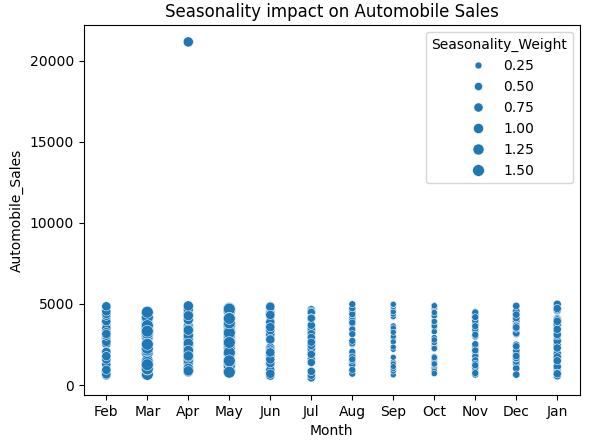 Seasonality impact on Automobile Sales
Seasonality_Weight
0.25
0.50
0.75
1.00
1.25
1.50
Automobile_Sales
20000
15000
10000
5000
0
Feb Mar Apr May Jun Jul Aug Sep Oct Nov Dec Jan
Month